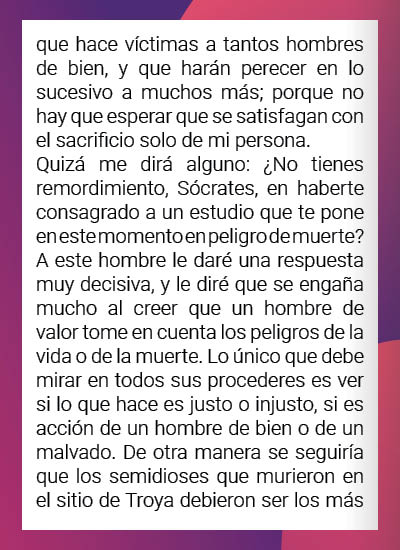 que hace víctimas a tantos hombres
de bien, y que harán perecer en lo
sucesivo a muchos más; porque no
hay que esperar que se satisfagan con
el sacrificio solo de mi persona.
Quizá me dirá alguno: ¿No tienes
remordimiento, Sócrates, en haberte
consagrado a un estudio que te pone
en este momento en peligro de muerte?
A este hombre le daré una respuesta
muy decisiva, y le diré que se engaña
mucho al creer que un hombre de
valor tome en cuenta los peligros de la
vida o de la muerte. Lo único que debe
mirar en todos sus procederes es ver
si lo que hace es justo o injusto, si es
acción de un hombre de bien o de un
malvado. De otra manera se seguiría
que los semidioses que murieron en
el sitio de Troya debieron ser los más